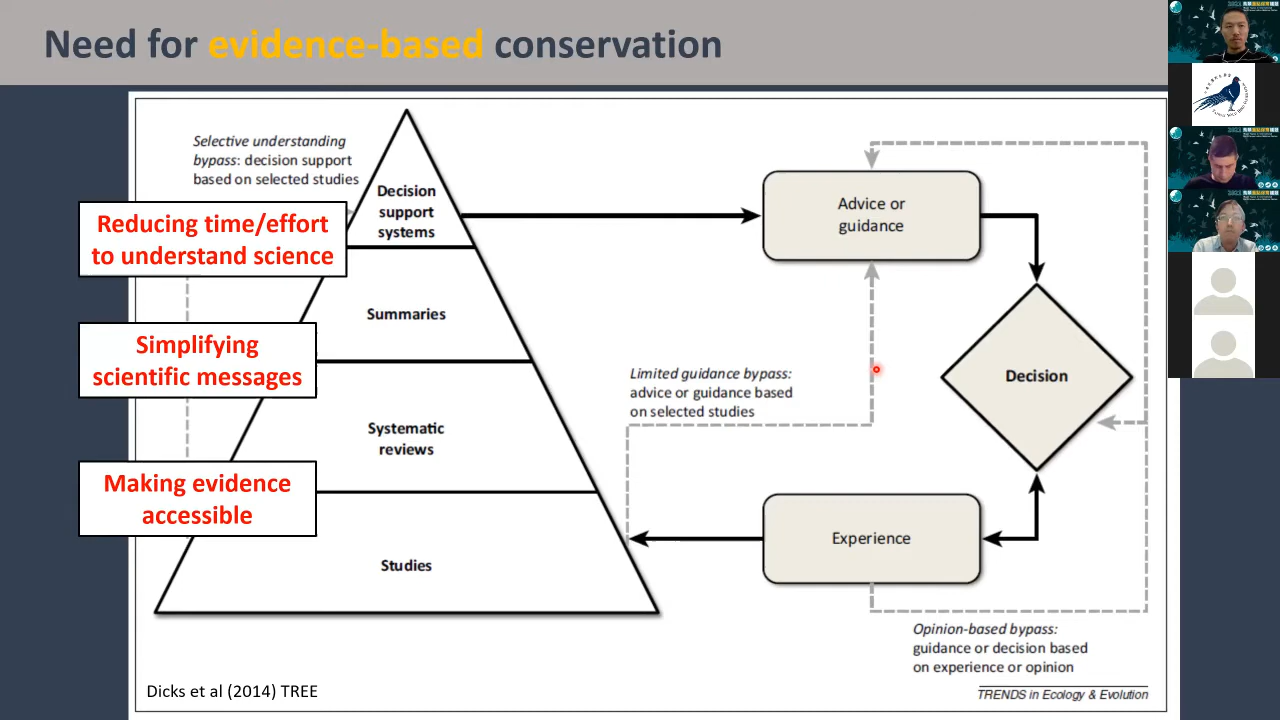 Need for evidence-based conservation
Selective understanding
bypass: decision support
based on selected studies
Decision
support
systems
Reducing time/effort
to understand science
Summaries
Simplifying
scientific messages
Systematic
reviews
Making evidence
accessible
Studies
Advice or
guidance
Limited guidance bypass:
advice or guidance based
on selected studies
Decision
Experience
Opinion-based bypass:
guidance or decision based
on experience or opinion
Dicks et al (2014) TREE
TRENDS in Ecology & Evolution